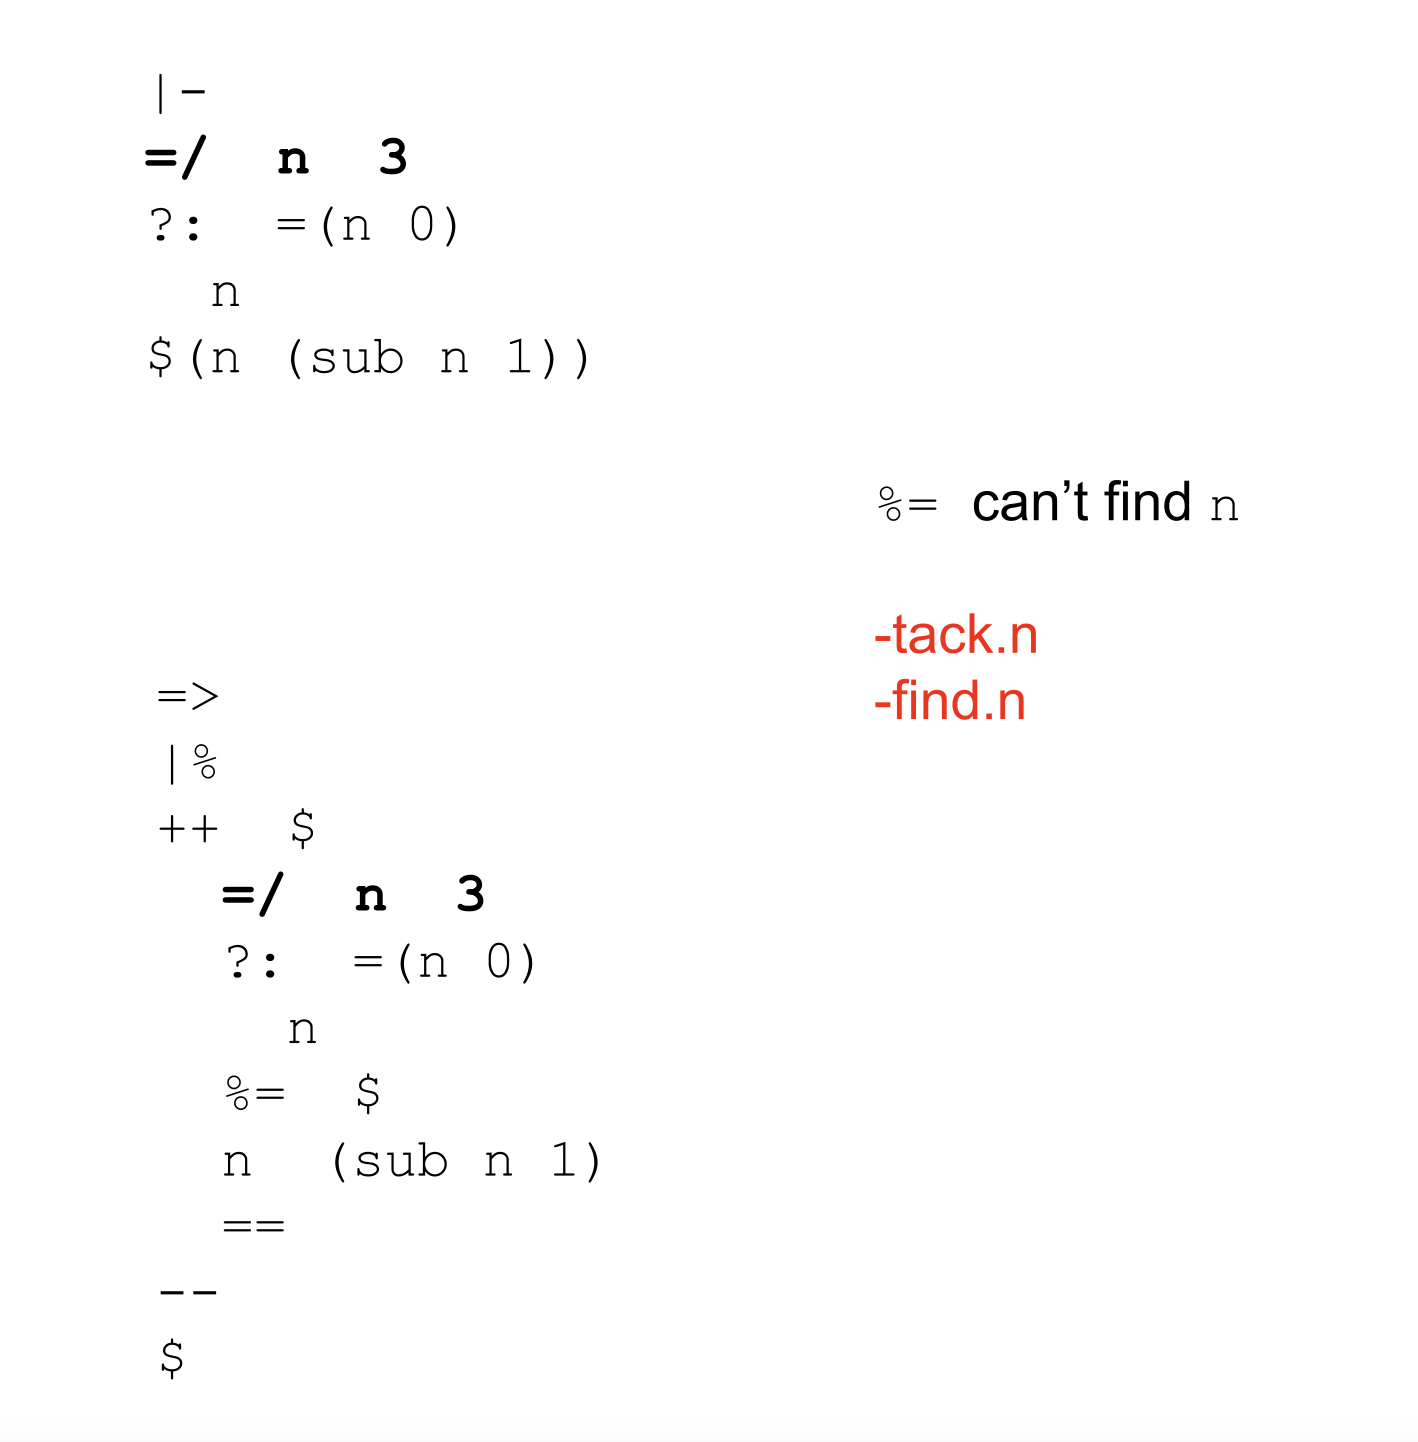 |-
=/  n  3
?:  =(n 0)
  n
$(n (sub n 1))
%= can’t find n
-tack.n
-find.n
=>
|%
++  $
  =/  n  3
  ?:  =(n 0)
    n
  %=  $
  n  (sub n 1)
  ==
--
$